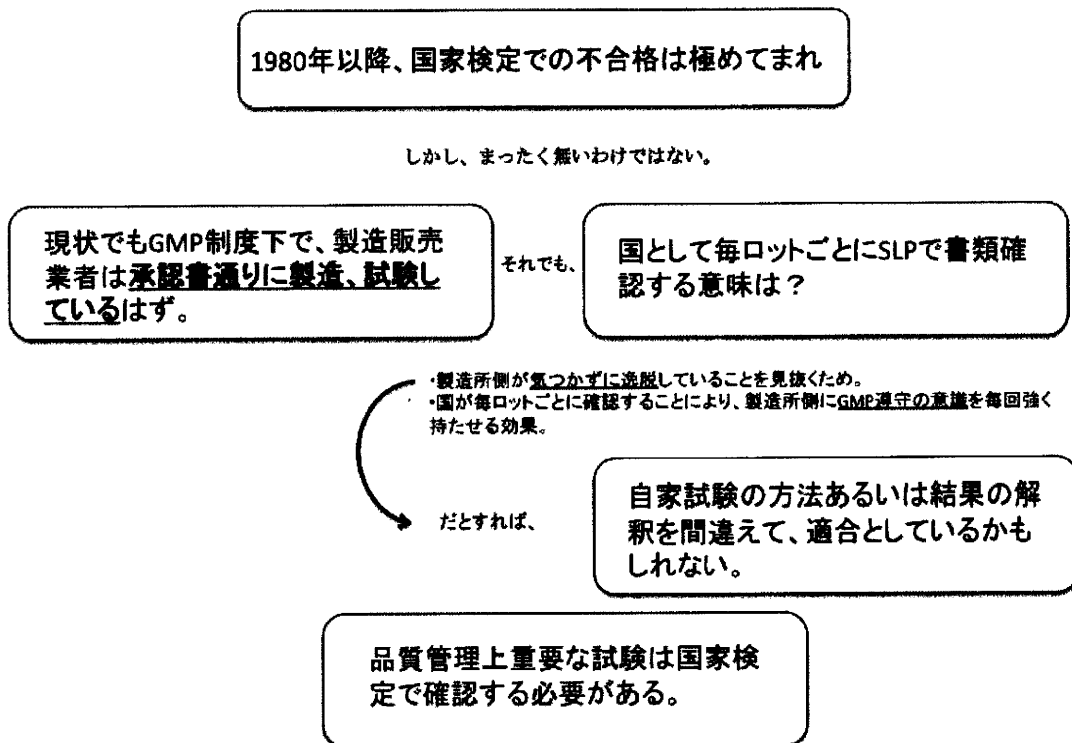 1980年以降、国家検定での不合格は極めてまれ
しかし、まったく無いわけではない。
現状でもGMP制度下で、製造販売
業者は承認書通りに製造、試験し
ているはず。
それでも、
国として毎ロットごとにSLPで書類確
認する意味は？
・製造所側が気つかずに逸脱していることを見抜くため。
・国が毎ロットごとに確認することにより、製造所側にGMP遵守の意識を毎回強く
持たせる効果。
だとすれば、
自家試験の方法あるいは結果の解
釈を間違えて、適合としているかも
しれない。
品質管理上重要な試験は国家検
定で確認する必要がある。